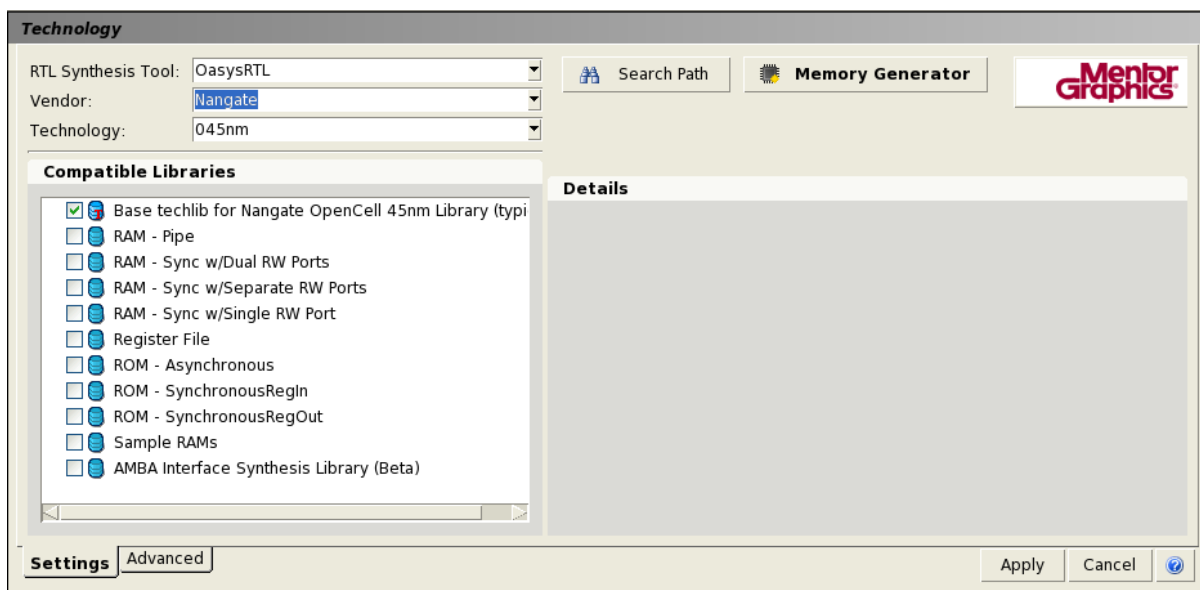 Technology
RTL Synthesis Tool: OasysRTL
Search Path
Memory Generator
Mentor
Graphics
Vendor: Nangate
Technology: 045nm
Compatible Libraries
Details
Base techlib for Nangate OpenCell 45nm Library (typi
RAM - Pipe
RAM - Sync w/Dual RW Ports
RAM - Sync w/Separate RW Ports
RAM - Sync w/Single RW Port
Register File
ROM - Asynchronous
ROM - SynchronousRegIn
ROM - SynchronousRegOut
Sample RAMs
AMBA Interface Synthesis Library (Beta)
Settings Advanced
Apply Cancel